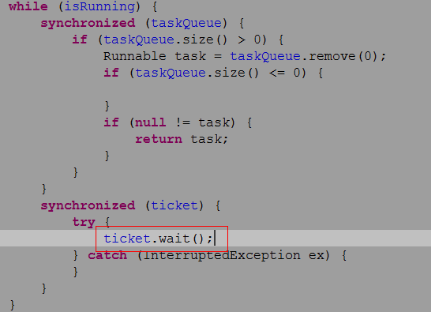 while (isRunning) {
synchronized (taskQueue) {
if (taskQueue.size() > 0) {
Runnable task = taskQueue.remove(0);
if (taskQueue.size() <= 0) {
}
if (null != task) {
return task;
}
}
}
synchronized (ticket) {
try {
ticket.wait();
} catch (InterruptedException ex) {
}
}
}